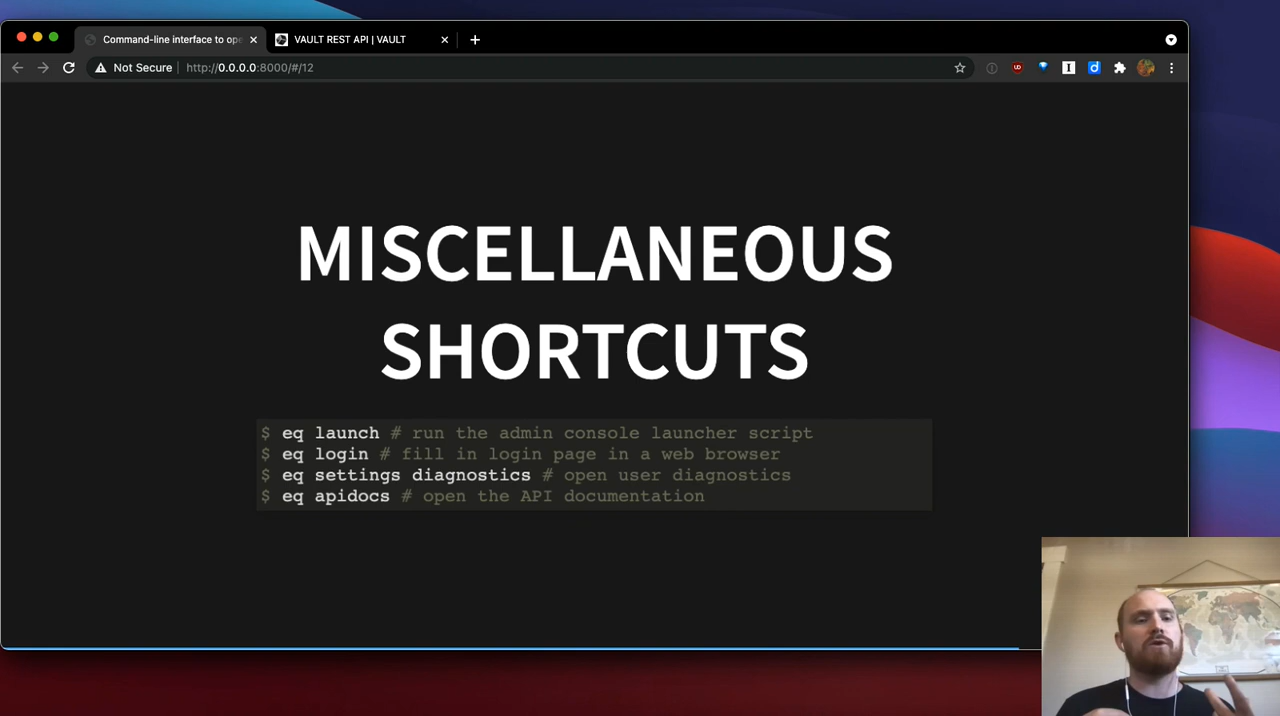 Command-line interface to ope
VAULT REST API | VAULT
Not Secure
http://0.0.0.0:8000/#/12
MISCELLANEOUS
SHORTCUTS
$ eq launch # run the admin console launcher script
$ eq login # fill in login page in a web browser
$ eq settings diagnostics # open user diagnostics
$ eq apidocs # open the API documentation